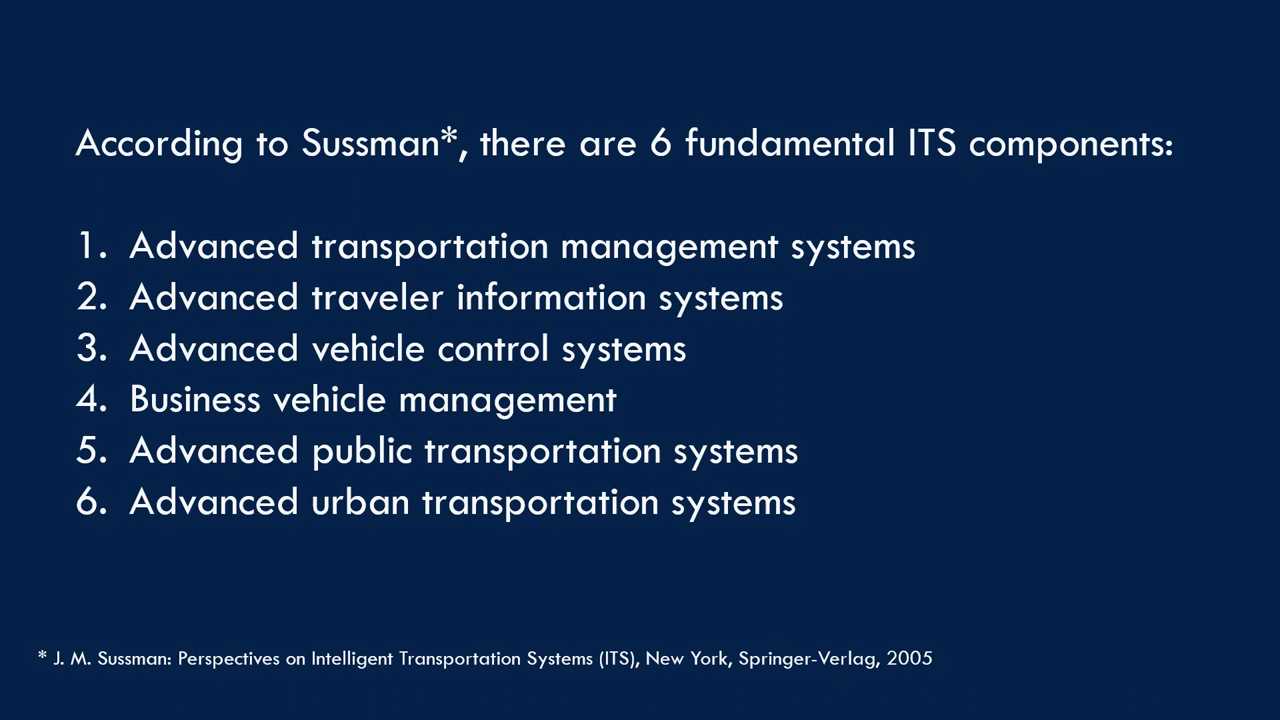 According to Sussman*, there are 6 fundamental ITS components:
1. Advanced transportation management systems
2. Advanced traveler information systems
3. Advanced vehicle control systems
4. Business vehicle management
5. Advanced public transportation systems
6. Advanced urban transportation systems
* J. M. Sussman: Perspectives on Intelligent Transportation Systems (ITS), New York, Springer-Verlag, 2005